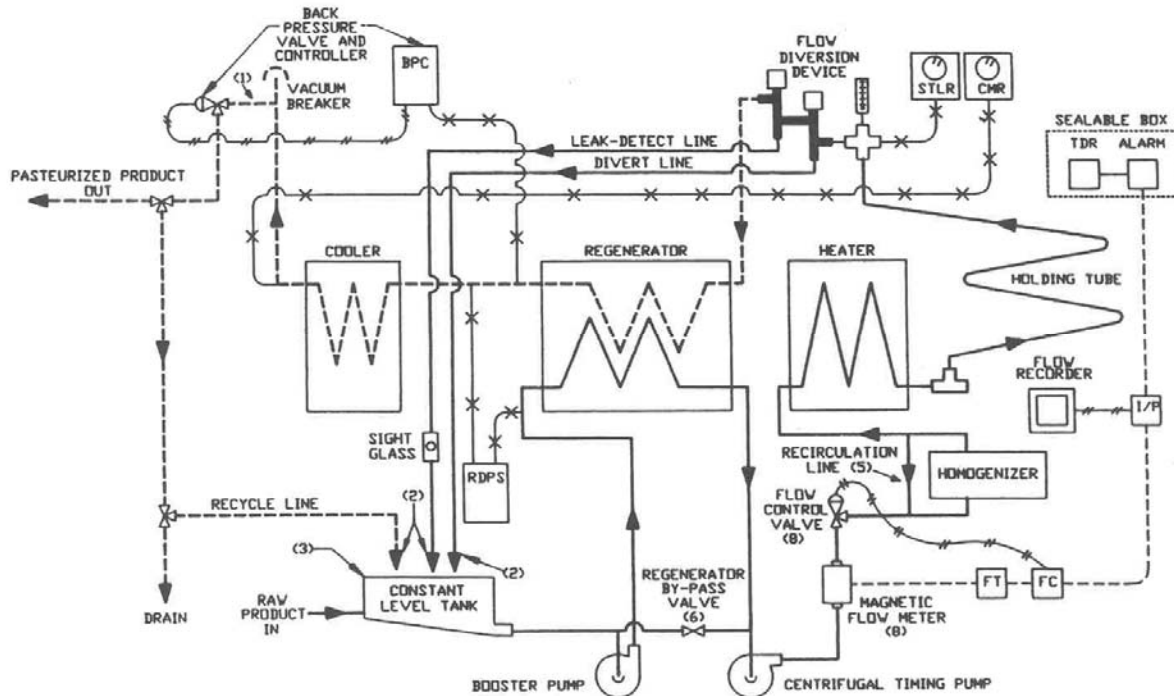 BACK
PRESSURE
VALVE AND
CONTROLLER
BPC
(1)
VACUUM
BREAKER
FLOW
DIVERSION
DEVICE
STLR
CMR
SEALABLE BOX
TDR
ALARM
LEAK-DETECT LINE
DIVERT LINE
PASTEURIZED PRODUCT
OUT
COOLER
REGENERATOR
HEATER
HOLDING TUBE
FLOW
RECORDER
I/P
SIGHT
GLASS
RDPS
RECIRCULATION
LINE (5)
HOMOGENIZER
FLOW
CONTROL
VALVE
(8)
RECYCLE LINE
(2)
(3)
(2)
CONSTANT
LEVEL TANK
REGENERATOR
BY-PASS
VALVE
(6)
FT
FC
MAGNETIC
FLOW METER
(8)
DRAIN
RAW
PRODUCT
IN
BOOSTER PUMP
CENTRIFUGAL TIMING PUMP